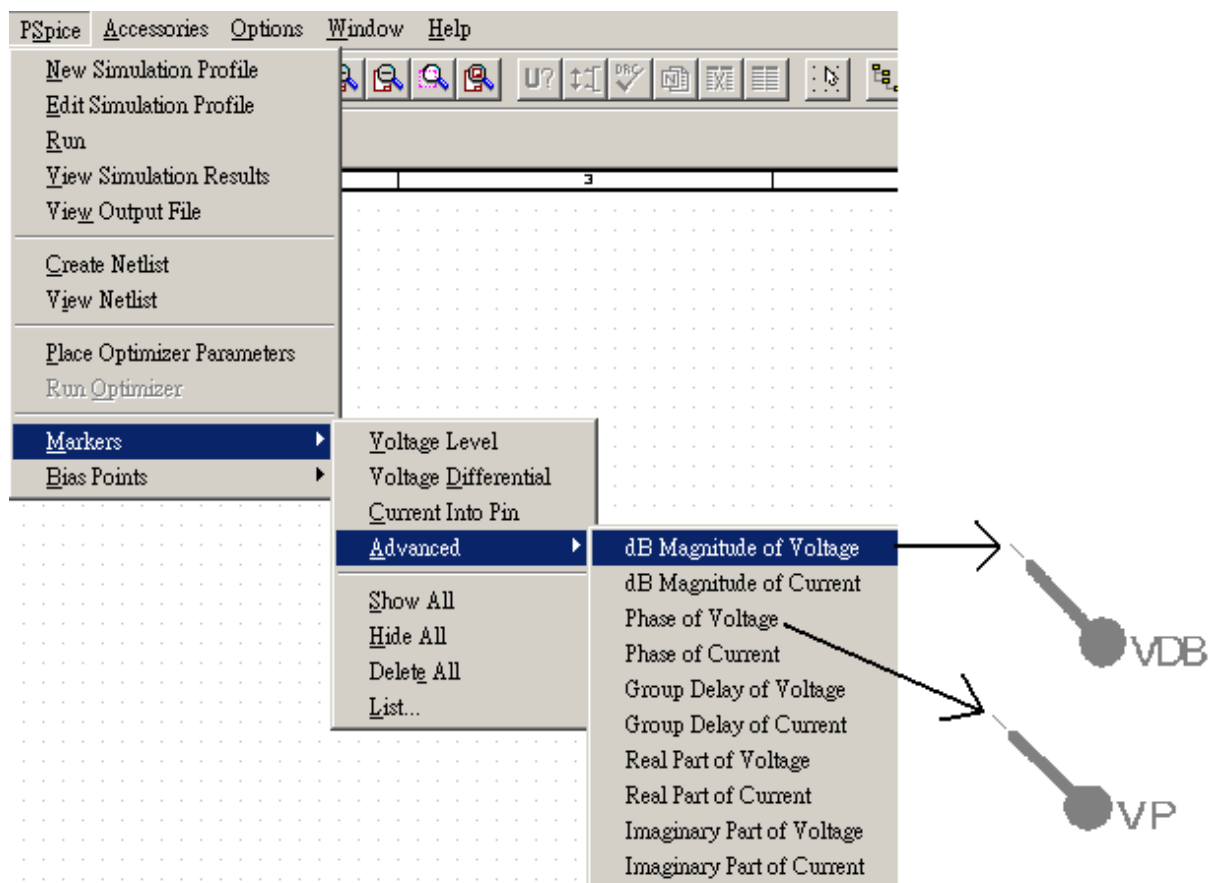 PSpice Accessories Options Window Help
New Simulation Profile
Edit Simulation Profile
Run
View Simulation Results
View Output File
Create Netlist
View Netlist
Place Optimizer Parameters
Run Optimizer
Markers
Bias Points
U?
DRC
3
Voltage Level
Voltage Differential
Current Into Pin
Advanced
Show All
Hide All
Delete All
List...
dB Magnitude of Voltage
dB Magnitude of Current
Phase of Voltage
Phase of Current
Group Delay of Voltage
Group Delay of Current
Real Part of Voltage
Real Part of Current
Imaginary Part of Voltage
Imaginary Part of Current
VDB
VP